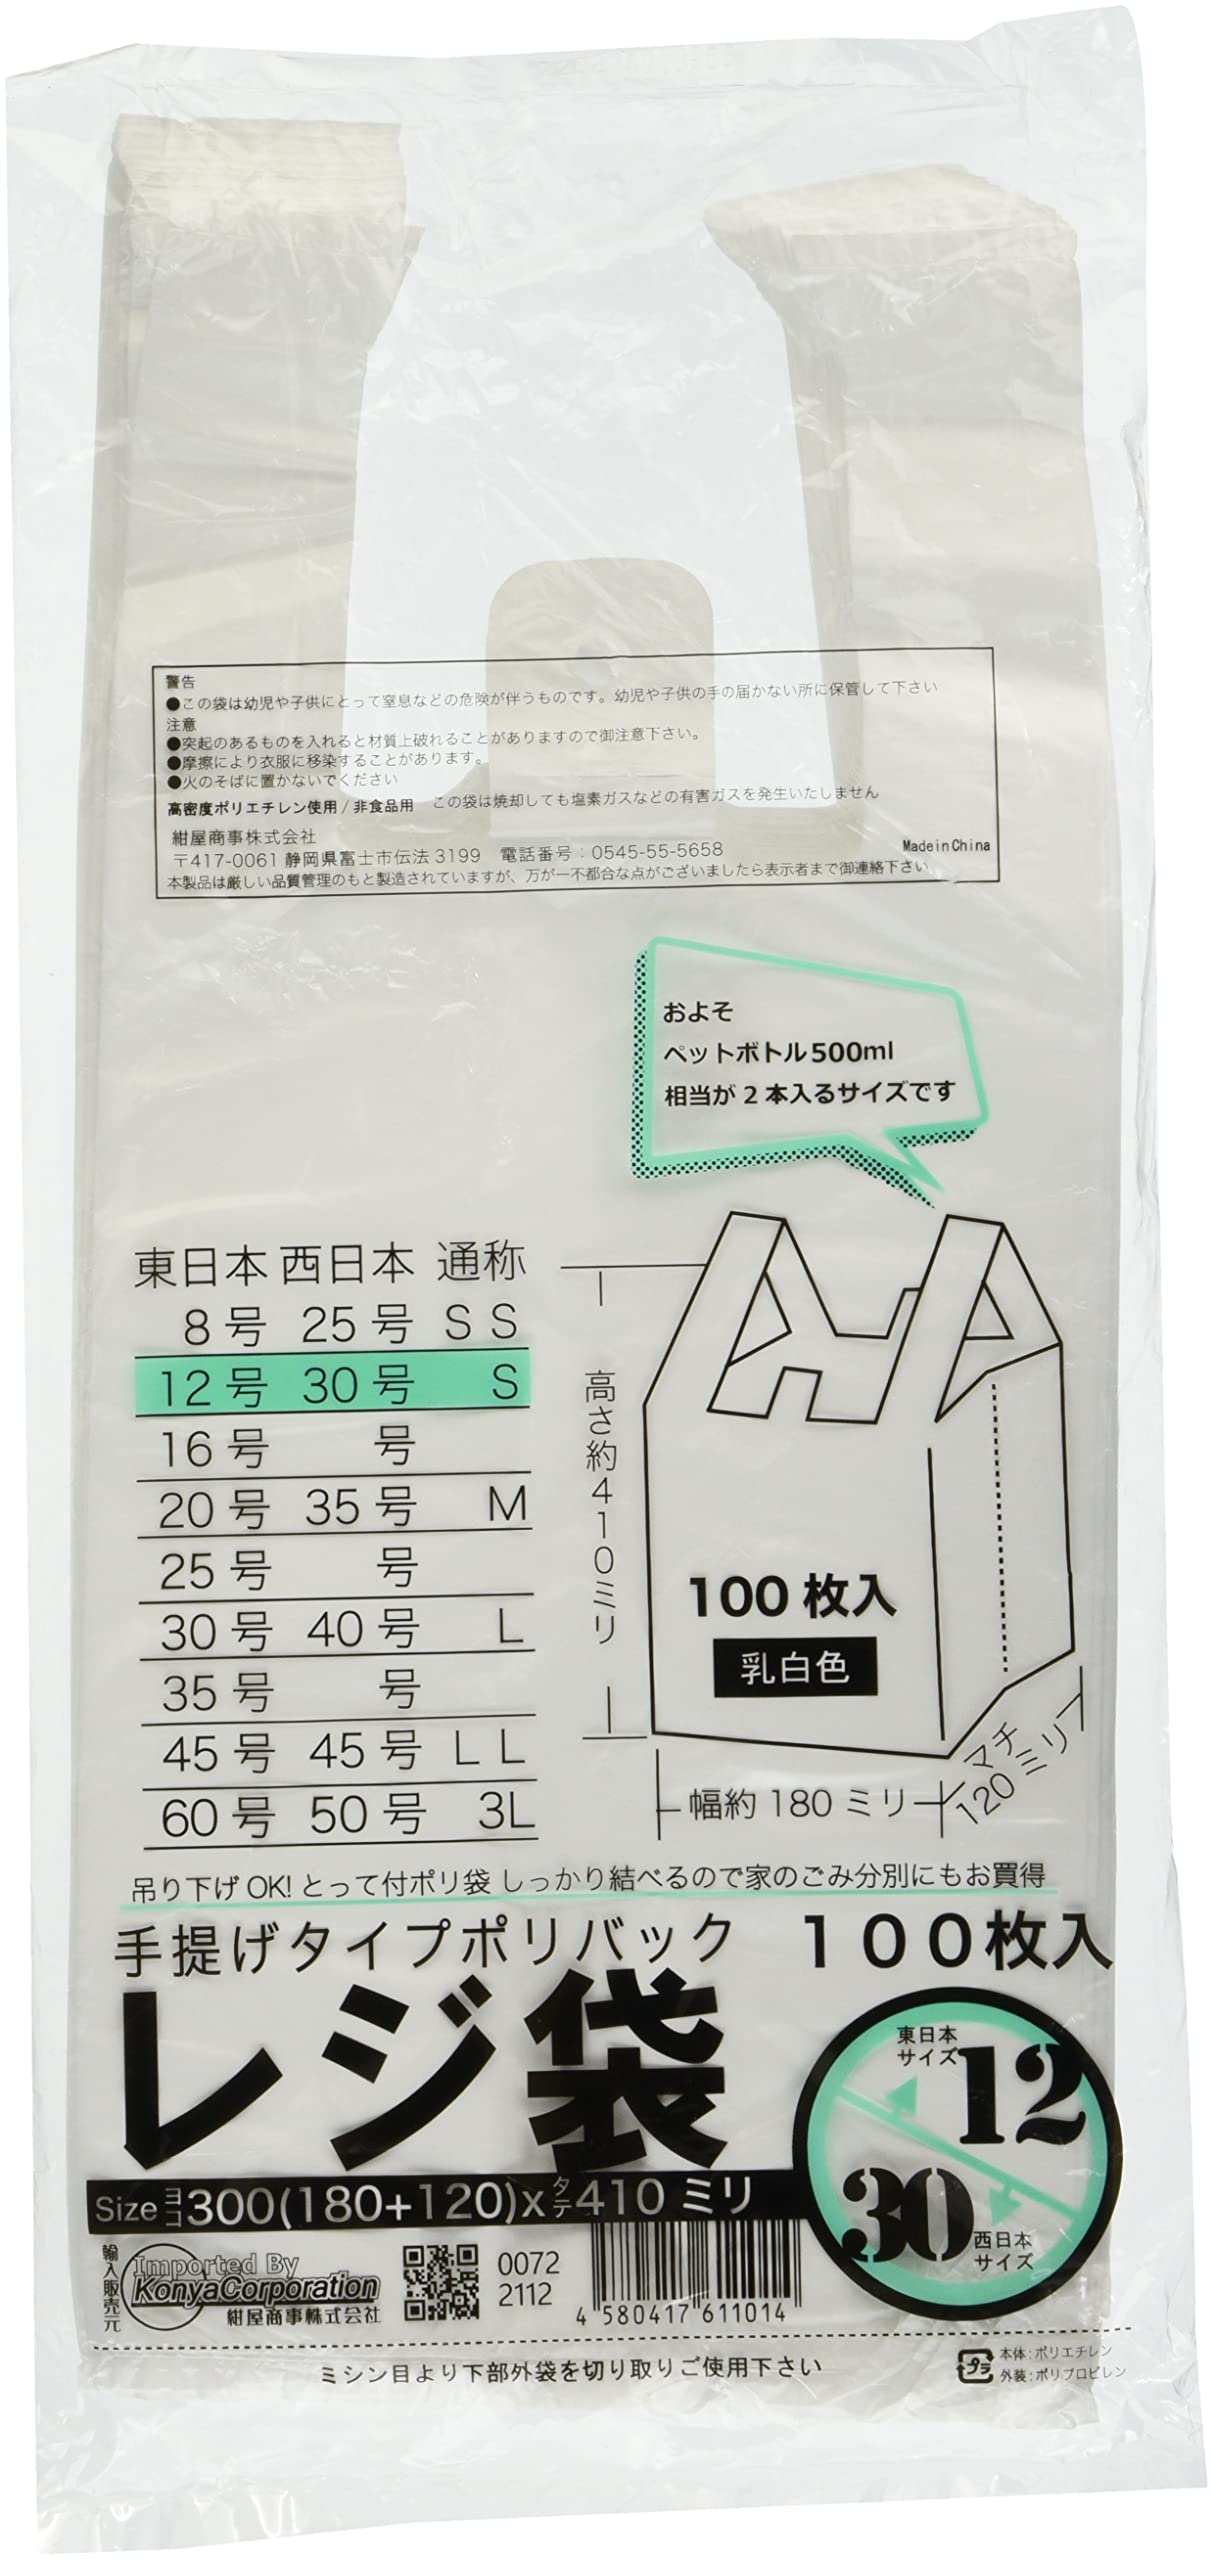 警告
●この袋は幼児や子供にとって窒息などの危険が伴うものです。幼児や子供の手の届かない所に保管して下さい
注意
●突起のあるものを入れると材質上破れることがありますので御注意下さい。
●摩擦により衣服に移染することがあります。
●火のそばに置かないでください
高密度ポリエチレン使用/非食品用 この袋は焼却しても塩素ガスなどの有害ガスを発生いたしません
紺屋商事株式会社
〒417-0061 静岡県富士市伝法3199 電話番号:0545-55-5658
Made in China
本製品は厳しい品質管理のもと製造されていますが、万が一不都合な点がございましたら表示者まで御連絡下さい
およそ
ペットボトル500ml
相当が2本入るサイズです
東日本 西日本 通称
8号 25号 SS
12号 30号 S
16号 号
20号 35号 M
25号 号
30号 40号 L
35号 号
45号 45号 LL
60号 50号 3L
高さ約410ミリ
100枚入
乳白色
幅約180ミリ
マチ
120ミリ
吊り下げOK!とって付ポリ袋 しっかり結べるので家のごみ分別にもお買得
手提げタイプポリバック 100枚入
レジ袋
東日本
サイズ
12
30
西日本
サイズ
Size ヨコ300(180+120)xタテ410ミリ
輸入販売元
Imported By
KonyaCorporation
紺屋商事株式会社
0072
2112
4 580417 611014
ミシン目より下部外袋を切り取りご使用下さい
プラ
本体:ポリエチレン
外装:ポリプロピレン